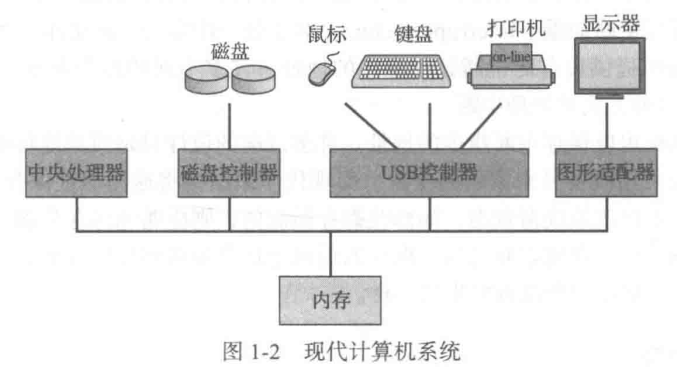 磁盘
鼠标
键盘
打印机
显示器
on-line
中央处理器
磁盘控制器
USB控制器
图形适配器
内存
图 1-2 现代计算机系统